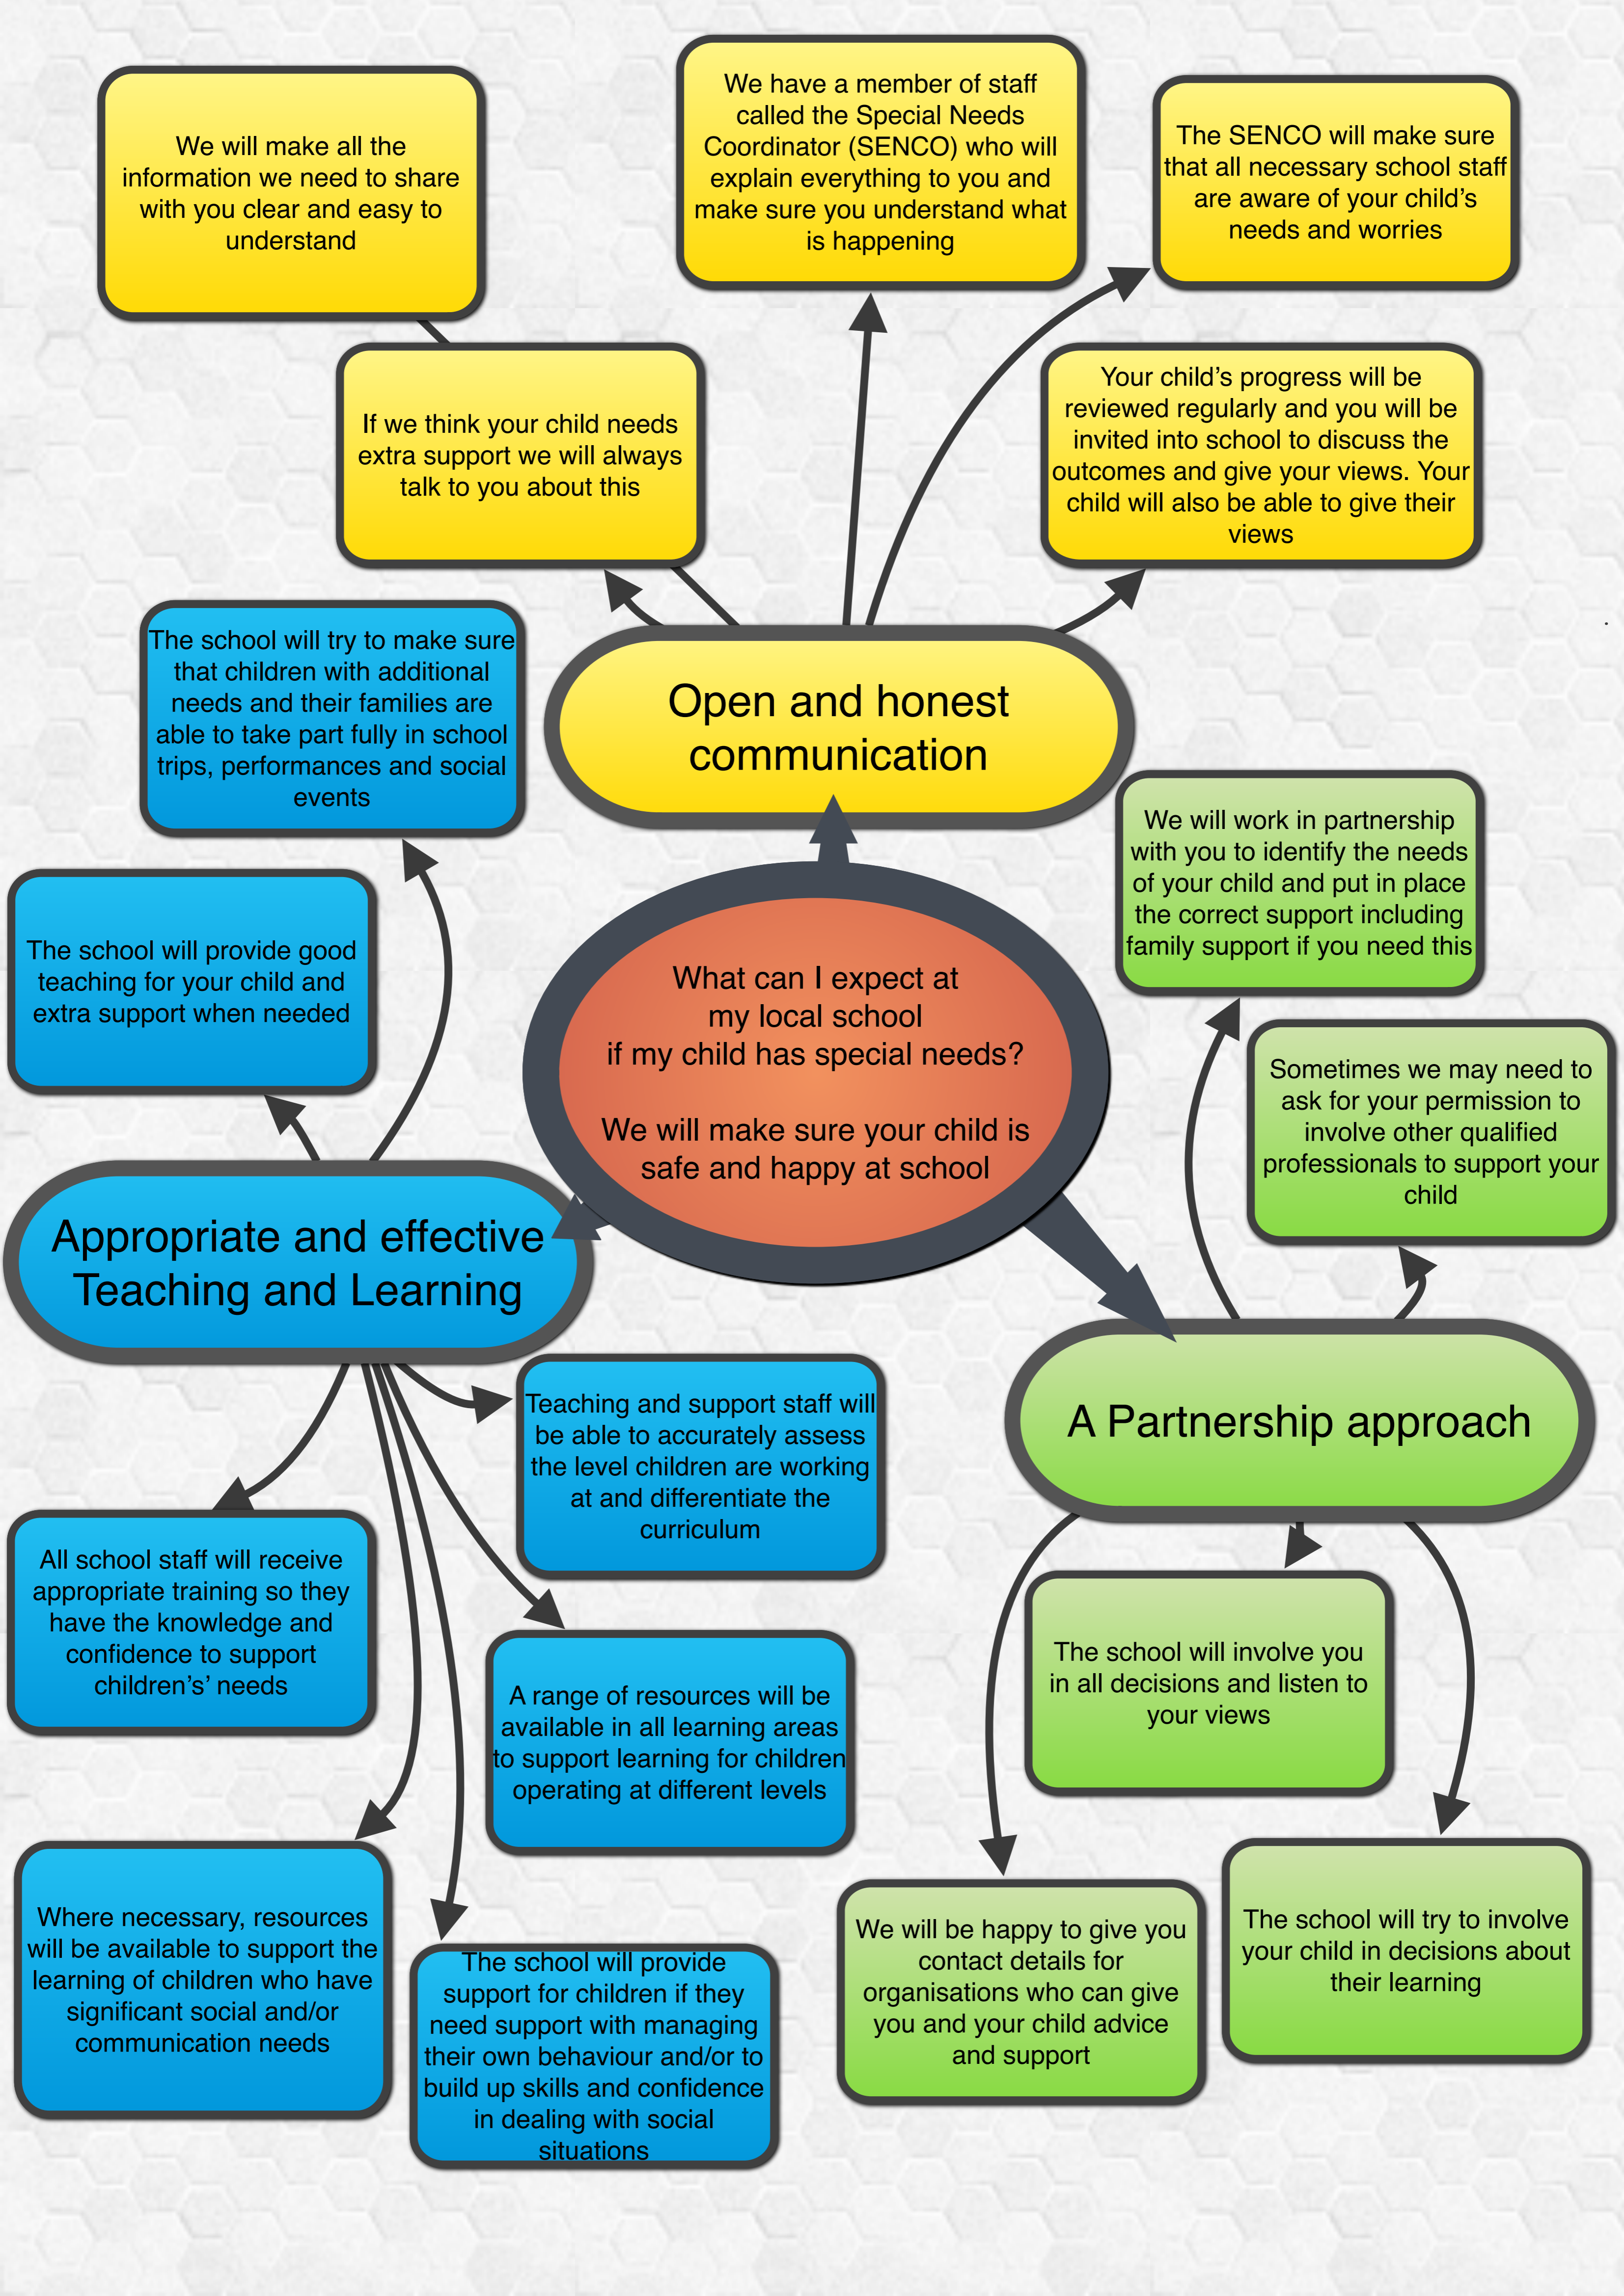 We will make all the
information we need to share
with you clear and easy to
understand
We have a member of staff
called the Special Needs
Coordinator (SENCO) who will
explain everything to you and
make sure you understand what
is happening
The SENCO will make sure
that all necessary school staff
are aware of your child’s
needs and worries
If we think your child needs
extra support we will always
talk to you about this
Your child’s progress will be
reviewed regularly and you will be
invited into school to discuss the
outcomes and give your views. Your
child will also be able to give their
views
Open and honest
communication
The school will try to make sure
that children with additional
needs and their families are
able to take part fully in school
trips, performances and social
events
The school will provide good
teaching for your child and
extra support when needed
What can I expect at
my local school
if my child has special needs?
We will make sure your child is
safe and happy at school
We will work in partnership
with you to identify the needs
of your child and put in place
the correct support including
family support if you need this
Sometimes we may need to
ask for your permission to
involve other qualified
professionals to support your
child
Appropriate and effective
Teaching and Learning
A Partnership approach
Teaching and support staff will
be able to accurately assess
the level children are working
at and differentiate the
curriculum
All school staff will receive
appropriate training so they
have the knowledge and
confidence to support
children’s’ needs
A range of resources will be
available in all learning areas
to support learning for children
operating at different levels
The school will involve you
in all decisions and listen to
your views
Where necessary, resources
will be available to support the
learning of children who have
significant social and/or
communication needs
The school will provide
support for children if they
need support with managing
their own behaviour and/or to
build up skills and confidence
in dealing with social
situations
We will be happy to give you
contact details for
organisations who can give
you and your child advice
and support
The school will try to involve
your child in decisions about
their learning